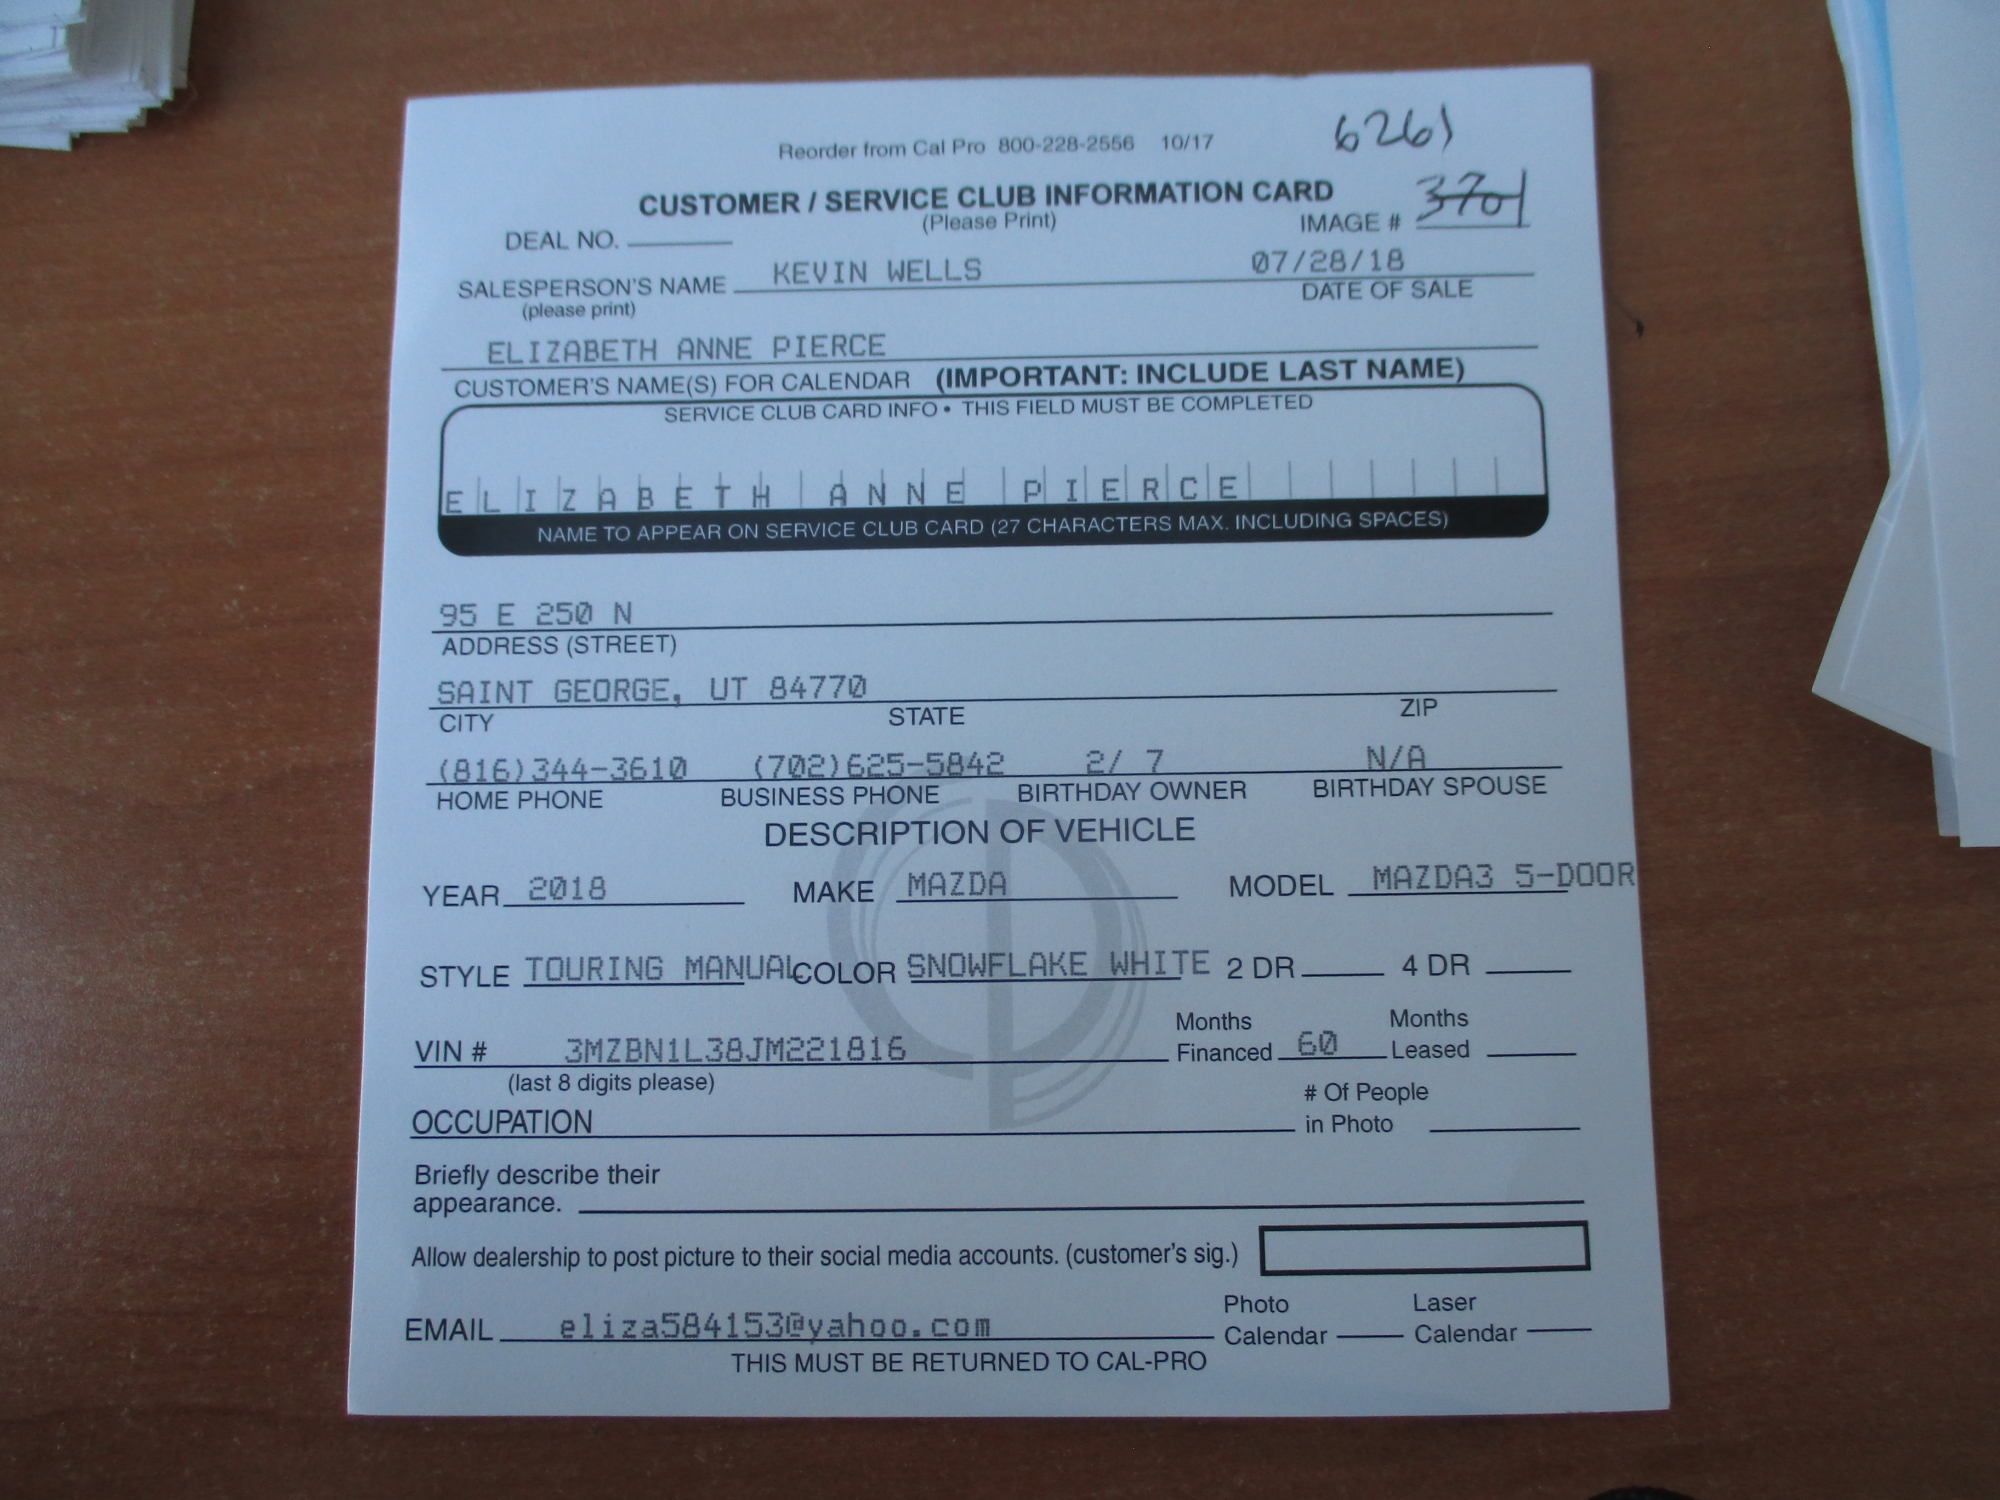 Reorder from Cal Pro 800-228-2556 10/17
6261
CUSTOMER / SERVICE CLUB INFORMATION CARD
(Please Print)
IMAGE # 3701
DEAL NO.
SALESPERSON'S NAME KEVIN WELLS 07/28/18
(please print) DATE OF SALE
ELIZABETH ANNE PIERCE
CUSTOMER'S NAME(S) FOR CALENDAR (IMPORTANT: INCLUDE LAST NAME)
SERVICE CLUB CARD INFO • THIS FIELD MUST BE COMPLETED
ELIZABETH ANNE PIERCE
NAME TO APPEAR ON SERVICE CLUB CARD (27 CHARACTERS MAX. INCLUDING SPACES)
95 E 250 N
ADDRESS (STREET)
SAINT GEORGE, UT 84770
CITY STATE ZIP
(816)344-3610 (702)625-5842 2/ 7 N/A
HOME PHONE BUSINESS PHONE BIRTHDAY OWNER BIRTHDAY SPOUSE
DESCRIPTION OF VEHICLE
YEAR 2018 MAKE MAZDA MODEL MAZDA3 5-DOOR
STYLE TOURING MANUAL COLOR SNOWFLAKE WHITE 2 DR 4 DR
VIN # 3MZBN1L38JM221816 Months Financed 60 Months Leased
(last 8 digits please)
OCCUPATION # Of People in Photo
Briefly describe their
appearance.
Allow dealership to post picture to their social media accounts. (customer's sig.)
EMAIL eliza584153@yahoo.com Photo Calendar Laser Calendar
THIS MUST BE RETURNED TO CAL-PRO